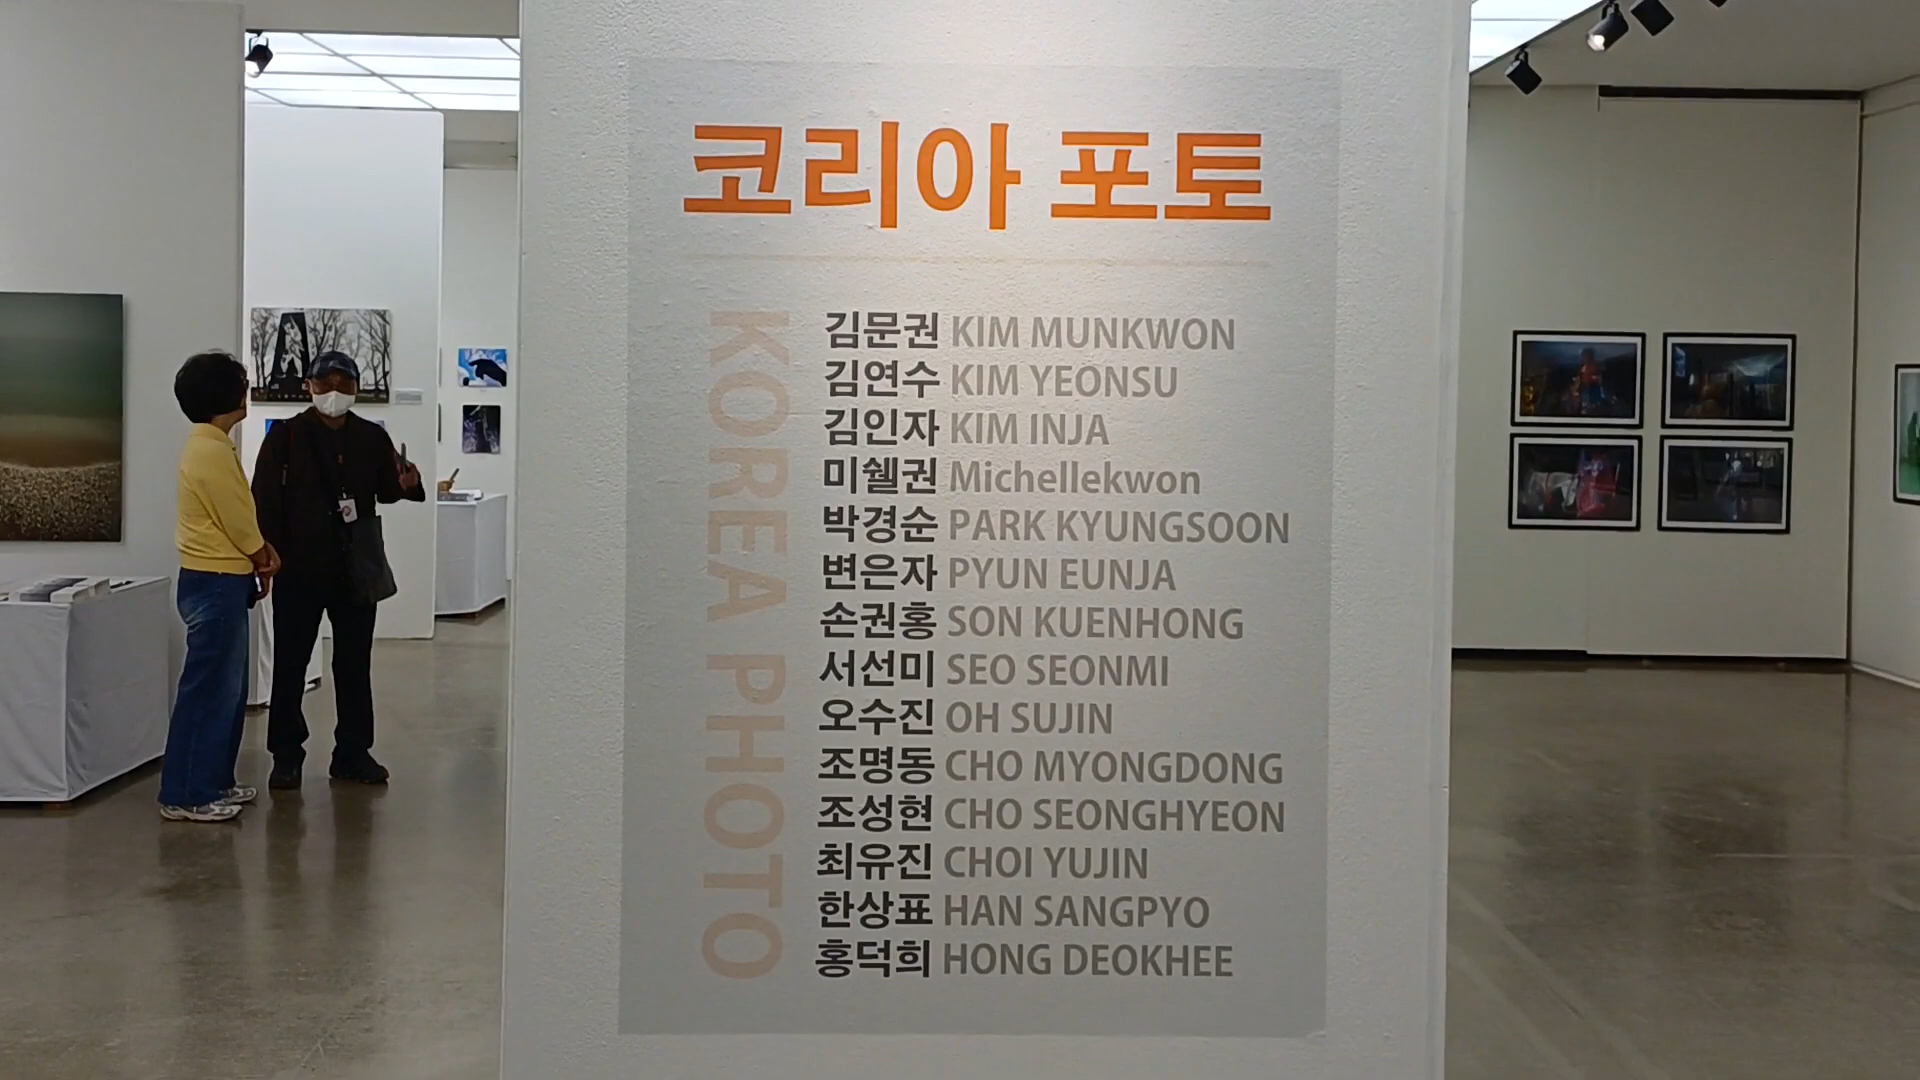 코리아 포토
KOREA PHOTO
김문권 KIM MUNKWON
김연수 KIM YEONSU
김인자 KIM INJA
미쉘권 Michellekwon
박경순 PARK KYUNGSOON
변은자 PYUN EUNJA
손권홍 SON KUENHONG
서선미 SEO SEONMI
오수진 OH SUJIN
조명동 CHO MYONGDONG
조성현 CHO SEONGHYEON
최유진 CHOI YUJIN
한상표 HAN SANGPYO
홍덕희 HONG DEOKHEE